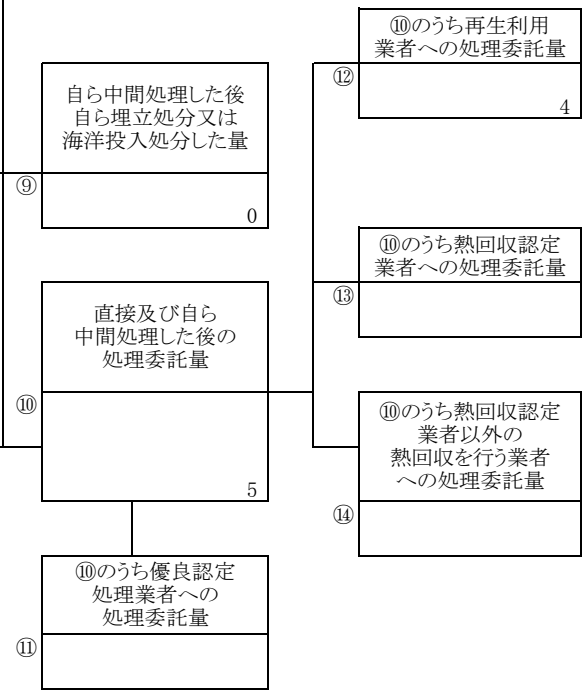 ⑩のうち再生利用
業者への処理委託量
⑫
4
自ら中間処理した後
自ら埋立処分又は
海洋投入処分した量
⑨
0
⑩のうち熱回収認定
業者への処理委託量
⑬
直接及び自ら
中間処理した後の
処理委託量
⑩
5
⑩のうち熱回収認定
業者以外の
熱回収を行う業者
への処理委託量
⑭
⑩のうち優良認定
処理業者への
処理委託量
⑪